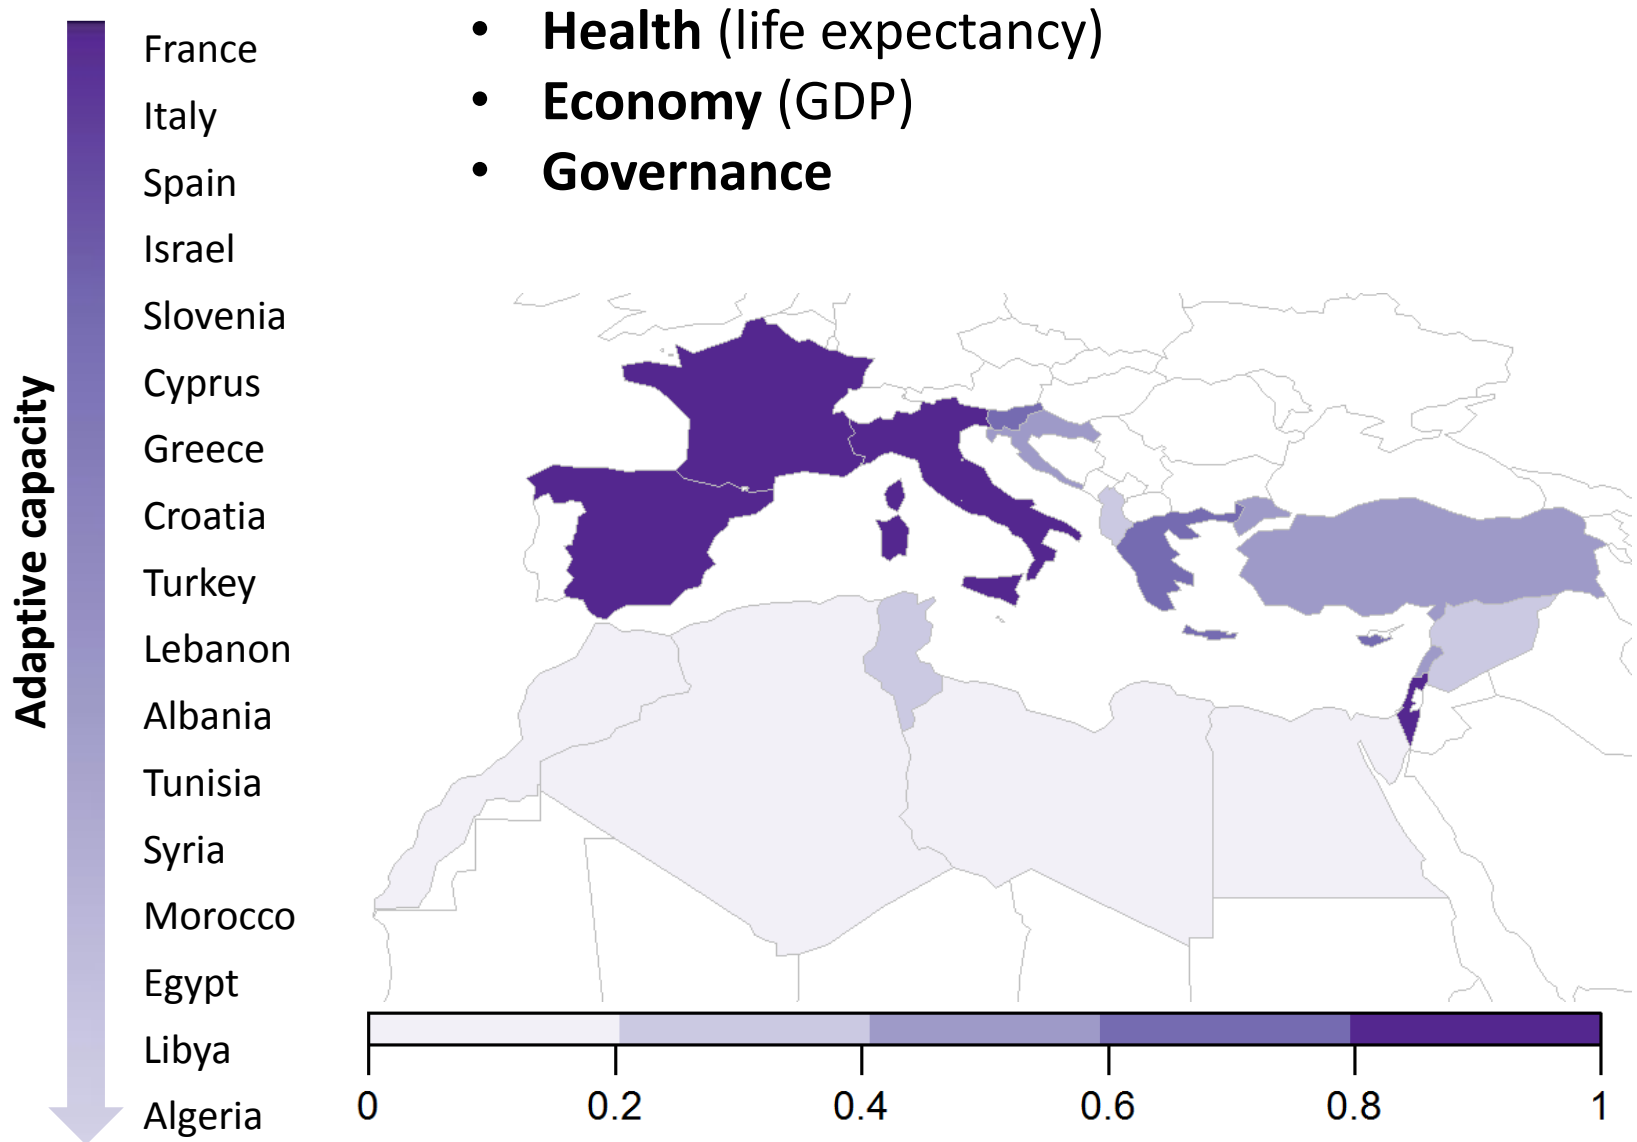 • Health (life expectancy)
• Economy (GDP)
• Governance
Adaptive capacity
France
Italy
Spain
Israel
Slovenia
Cyprus
Greece
Croatia
Turkey
Lebanon
Albania
Tunisia
Syria
Morocco
Egypt
Libya
Algeria
0 0.2 0.4 0.6 0.8 1